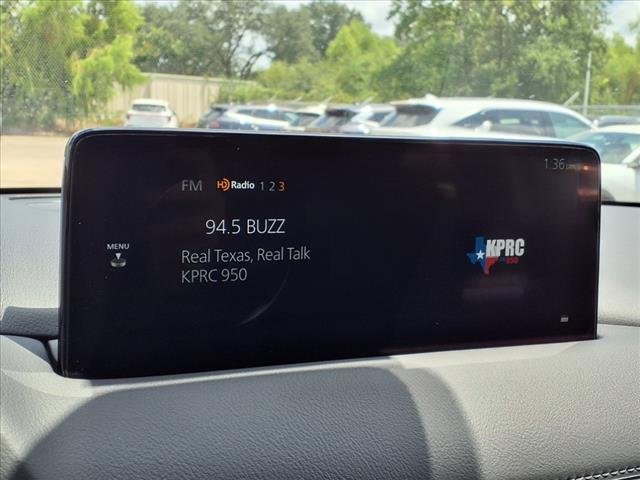 1:36
FM HD Radio 1 2 3
94.5 BUZZ
MENU
Real Texas, Real Talk
KPRC 950
KPRC
950